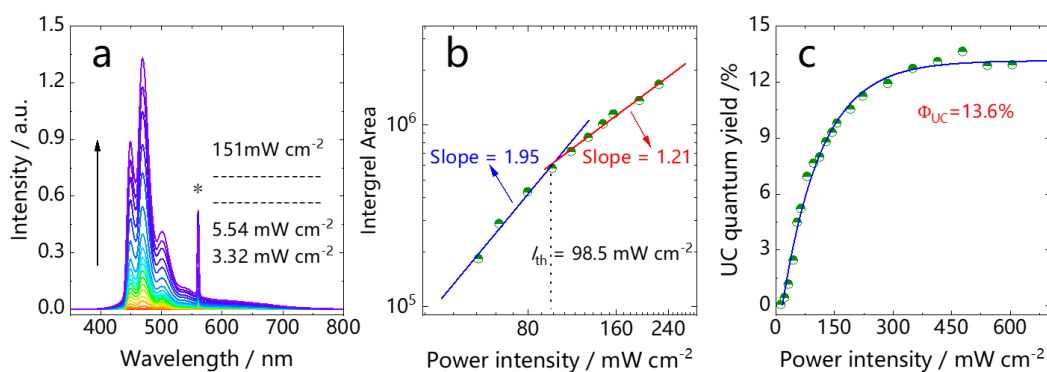 a
Intensity / a.u.
1.5
1.2
0.9
0.6
0.3
0.0
151mW cm⁻²
*
5.54 mW cm⁻²
3.32 mW cm⁻²
400 500 600 700 800
Wavelength / nm
b
Intergrel Area
10⁶
10⁵
Slope = 1.95
Slope = 1.21
I_th = 98.5 mW cm⁻²
80 160 240
Power intensity / mW cm⁻²
c
UC quantum yield /%
15
12
9
6
3
0
Φ_UC=13.6%
0 150 300 450 600
Power intensity / mW cm⁻²